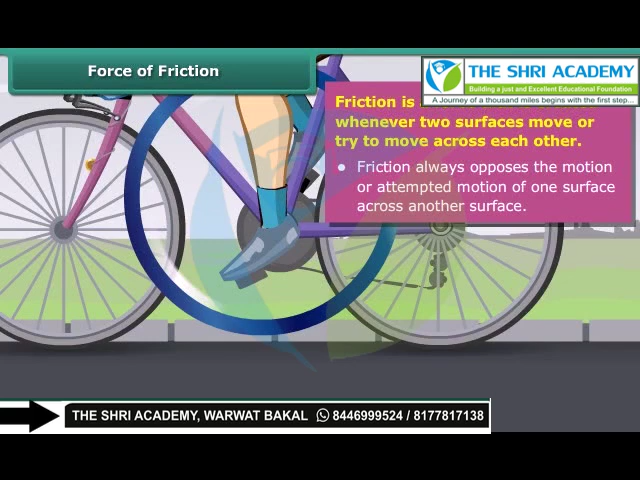 Force of Friction
THE SHRI ACADEMY
Building a just and Excellent Educational Foundation
A Journey of a thousand miles begins with the first step...
Friction is
whenever two surfaces move or
try to move across each other.
● Friction always opposes the motion
or attempted motion of one surface
across another surface.
THE SHRI ACADEMY, WARWAT BAKAL 8446999524 / 8177817138